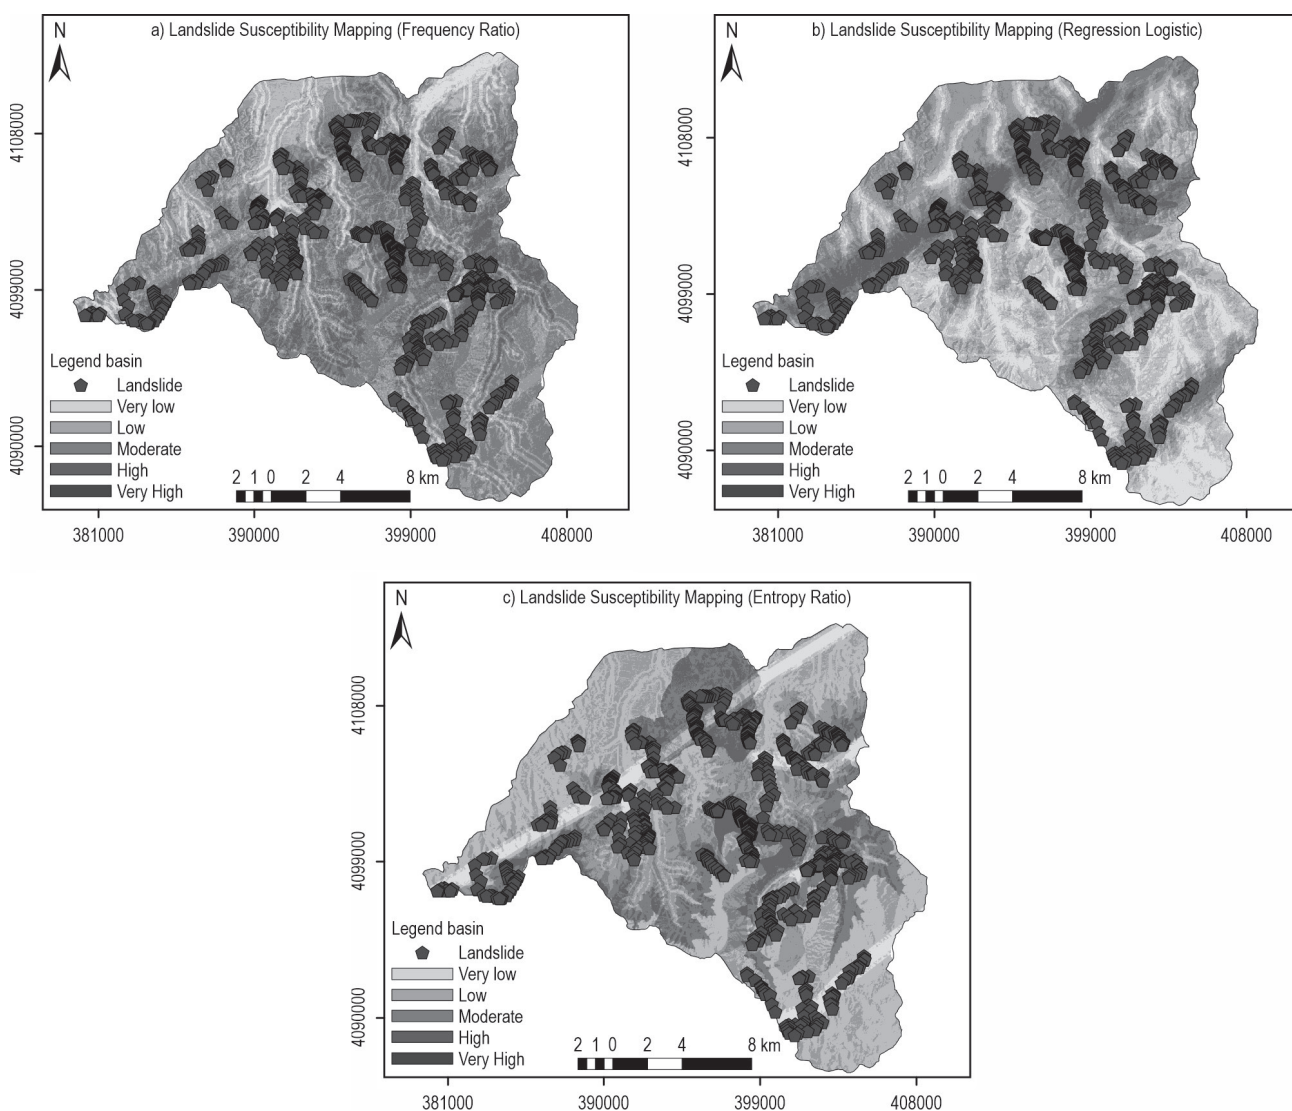 N
a) Landslide Susceptibility Mapping (Frequency Ratio)
4108000
4099000
4090000
Legend basin
Landslide
Very low
Low
Moderate
High
Very High
2 1 0 2 4 8 km
381000 390000 399000 408000
N
b) Landslide Susceptibility Mapping (Regression Logistic)
4108000
4099000
4090000
Legend basin
Landslide
Very low
Low
Moderate
High
Very High
2 1 0 2 4 8 km
381000 390000 399000 408000
N
c) Landslide Susceptibility Mapping (Entropy Ratio)
4108000
4099000
4090000
Legend basin
Landslide
Very low
Low
Moderate
High
Very High
2 1 0 2 4 8 km
381000 390000 399000 408000